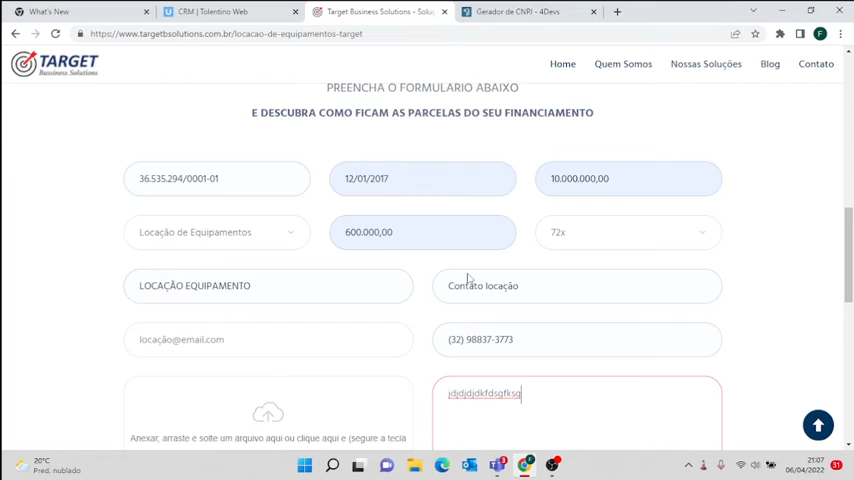 What's New
CRM | Tolentino Web
Target Business Solutions - Soluç
Gerador de CNPJ - 4Devs
https://www.targetbsolutions.com.br/locacao-de-equipamentos-target
F
TARGET
Bussiness Solutions
Home
Quem Somos
Nossas Soluções
Blog
Contato
PREENCHA O FORMULARIO ABAIXO
E DESCUBRA COMO FICAM AS PARCELAS DO SEU FINANCIAMENTO
36.535.294/0001-01
12/01/2017
10.000.000,00
Locação de Equipamentos
600.000,00
72x
LOCAÇÃO EQUIPAMENTO
Contato locação
locação@email.com
(32) 98837-3773
jdjdjdjdkfdsgfksg
Anexar, arraste e solte um arquivo aqui ou clique aqui e (segure a tecla
20°C
Pred. nublado
21:07
06/04/2022
31